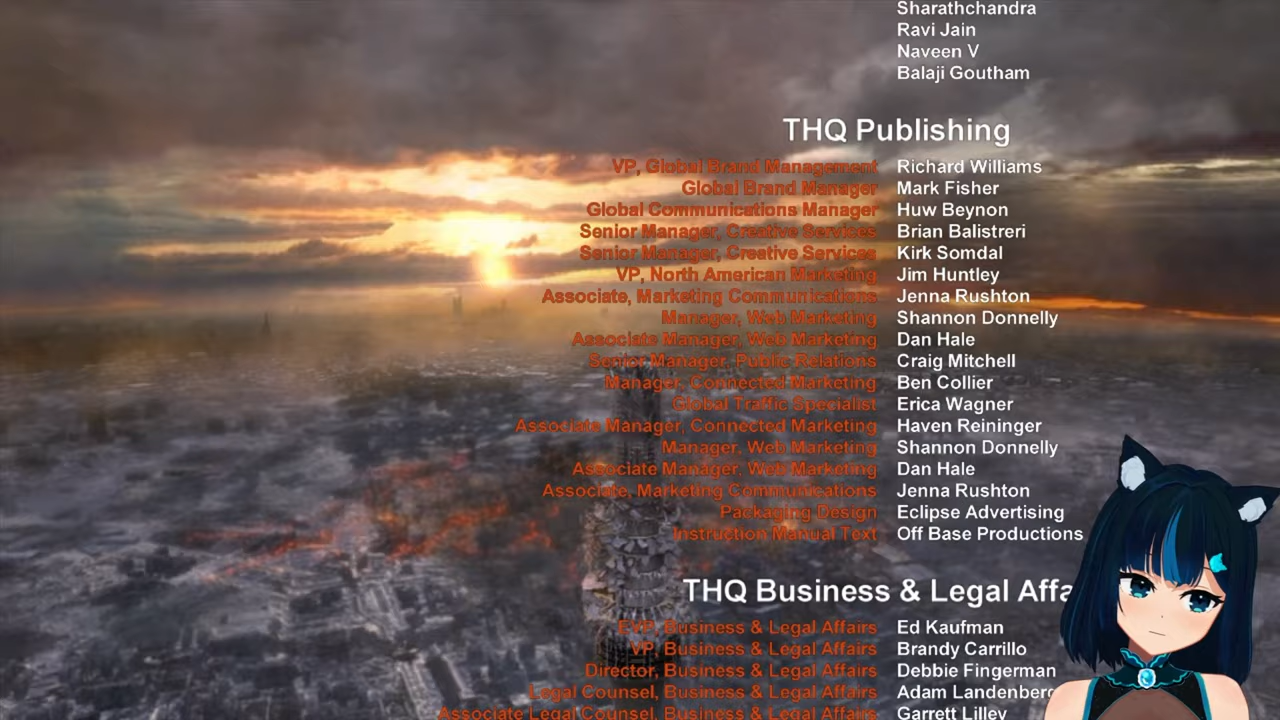 Sharathchandra
Ravi Jain
Naveen V
Balaji Goutham
THQ Publishing
VP, Global Brand Management Richard Williams
Global Brand Manager Mark Fisher
Global Communications Manager Huw Beynon
Senior Manager, Creative Services Brian Balistreri
Senior Manager, Creative Services Kirk Somdal
VP, North American Marketing Jim Huntley
Associate, Marketing Communications Jenna Rushton
Manager, Web Marketing Shannon Donnelly
Associate Manager, Web Marketing Dan Hale
Senior Manager, Public Relations Craig Mitchell
Manager, Connected Marketing Ben Collier
Global Traffic Specialist Erica Wagner
Associate Manager, Connected Marketing Haven Reininger
Manager, Web Marketing Shannon Donnelly
Associate Manager, Web Marketing Dan Hale
Associate, Marketing Communications Jenna Rushton
Packaging Design Eclipse Advertising
Instruction Manual Text Off Base Productions
THQ Business & Legal Affa
EVP, Business & Legal Affairs Ed Kaufman
VP, Business & Legal Affairs Brandy Carrillo
Director, Business & Legal Affairs Debbie Fingerman
Legal Counsel, Business & Legal Affairs Adam Landenberg
Associate Legal Counsel, Business & Legal Affairs Garrett Lilley